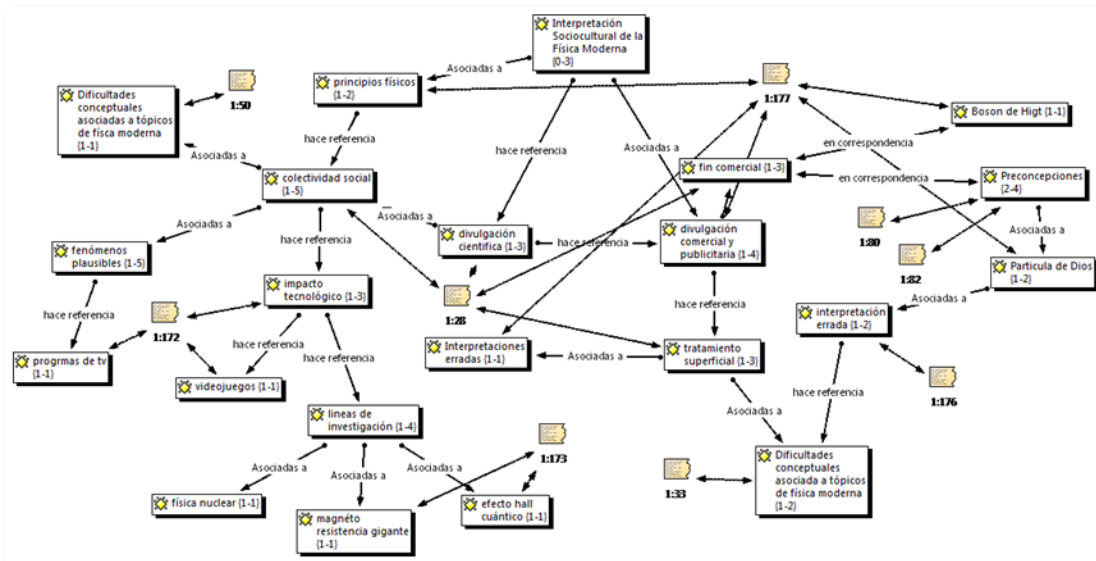 Interpretación
Sociocultural de la
Física Moderna
{0-3}
Asociadas a
principios físicos
{1-2}
1:50
1:177
Dificultades
conceptuales
asociadas a tópicos
de físca moderna
{1-1}
Boson de Higt {1-1}
hace referencia
hace referencia
Asociadas a
en correspondencia
Asociadas a
fin comercial {1-3}
colectividad social
{1-5}
en correspondencia
Preconcepciones
{2-4}
Asociadas a
Asociadas a
divulgación
cientifica {1-3}
hace referencia
divulgación
comercial y
publicitaria {1-4}
1:80
Asociadas a
fenómenos
plausibles {1-5}
hace referencia
1:82
Particula de Dios
{1-2}
impacto
tecnológico {1-3}
1:28
Asociadas a
hace referencia
hace referencia
interpretación
errada {1-2}
1:172
hace referencia
hace referencia
Interpretaciones
erradas {1-1}
Asociadas a
tratamiento
superficial {1-3}
progrmas de tv
{1-1}
videojuegos {1-1}
hace referencia
1:176
lineas de
investigación {1-4}
Asociadas a
1:173
Asociadas a
Asociadas a
Asociadas a
1:33
Dificultades
conceptuales
asociada a tópicos
de física moderna
{1-2}
física nuclear {1-1}
magnéto
resistencia gigante
{1-1}
efecto hall
cuántico {1-1}